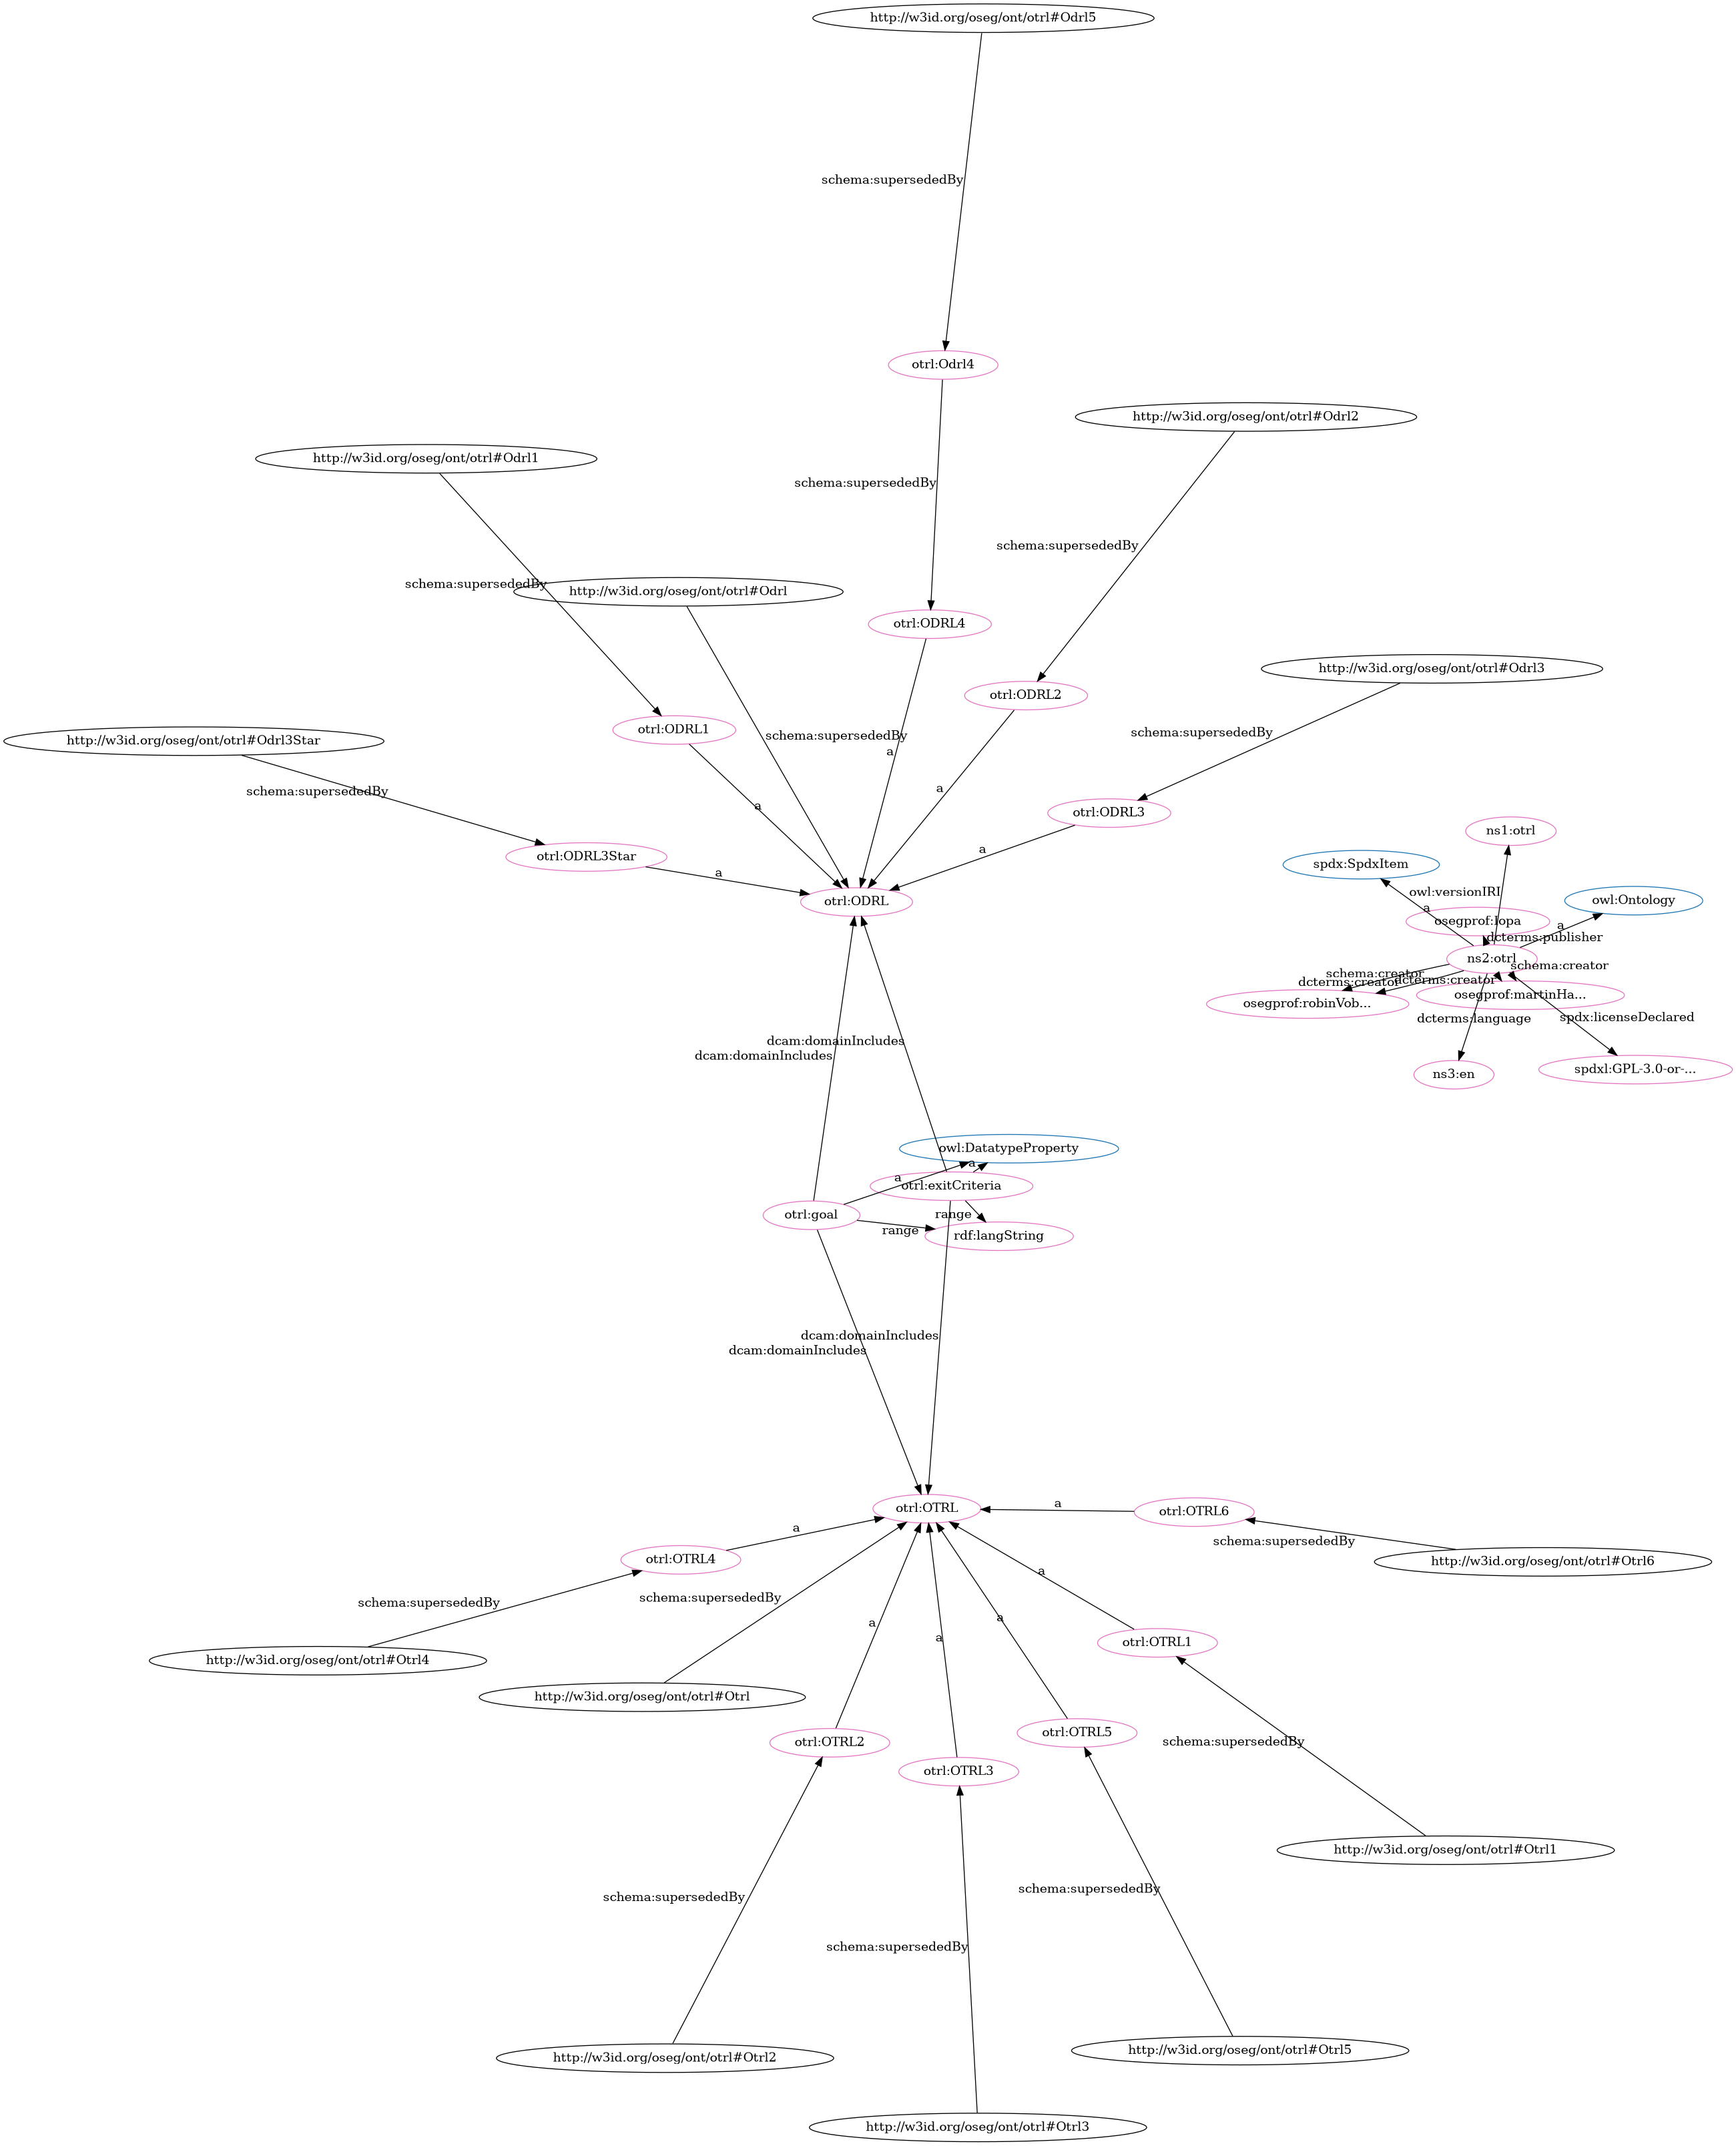 http://w3id.org/oseg/ont/otrl#Odrl5
schema:supersededBy
otrl:Odrl4
http://w3id.org/oseg/ont/otrl#Odrl2
http://w3id.org/oseg/ont/otrl#Odrl1
schema:supersededBy
schema:supersededBy
schema:supersededBy
http://w3id.org/oseg/ont/otrl#Odrl
otrl:ODRL4
http://w3id.org/oseg/ont/otrl#Odrl3
otrl:ODRL2
otrl:ODRL1
schema:supersededBy
schema:supersededBy
http://w3id.org/oseg/ont/otrl#Odrl3Star
a
a
schema:supersededBy
a
otrl:ODRL3
ns1:otrl
a
otrl:ODRL3Star
spdx:SpdxItem
a
owl:versionIRI
otrl:ODRL
owl:Ontology
a
osegprof:lopa
a
dcterms:publisher
ns2:otrl
schema:creator
schema:creator
dcterms:creator
dcterms:creator
osegprof:martinHa...
osegprof:robinVob...
dcterms:language
spdx:licenseDeclared
dcam:domainIncludes
dcam:domainIncludes
spdxl:GPL-3.0-or-...
ns3:en
owl:DatatypeProperty
a
a
otrl:exitCriteria
otrl:goal
range
range
rdf:langString
dcam:domainIncludes
dcam:domainIncludes
a
otrl:OTRL
otrl:OTRL6
a
schema:supersededBy
otrl:OTRL4
http://w3id.org/oseg/ont/otrl#Otrl6
a
schema:supersededBy
schema:supersededBy
a
a
a
otrl:OTRL1
http://w3id.org/oseg/ont/otrl#Otrl4
http://w3id.org/oseg/ont/otrl#Otrl
otrl:OTRL5
otrl:OTRL2
schema:supersededBy
otrl:OTRL3
http://w3id.org/oseg/ont/otrl#Otrl1
schema:supersededBy
schema:supersededBy
schema:supersededBy
http://w3id.org/oseg/ont/otrl#Otrl5
http://w3id.org/oseg/ont/otrl#Otrl2
http://w3id.org/oseg/ont/otrl#Otrl3